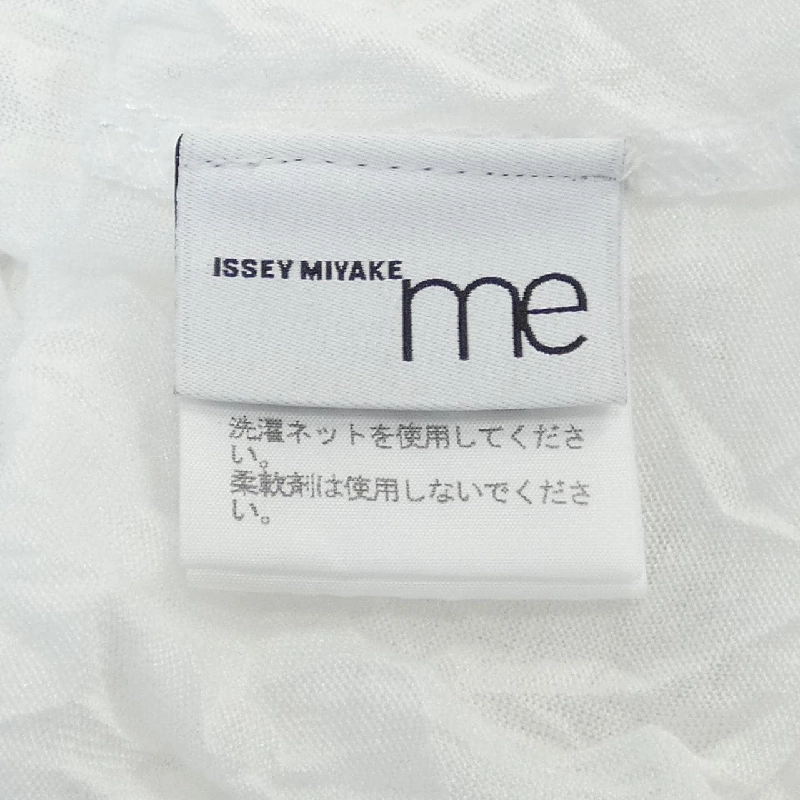 ISSEY MIYAKE
me
洗濯ネットを使用してくださ
い。
柔軟剤は使用しないでくださ
い。